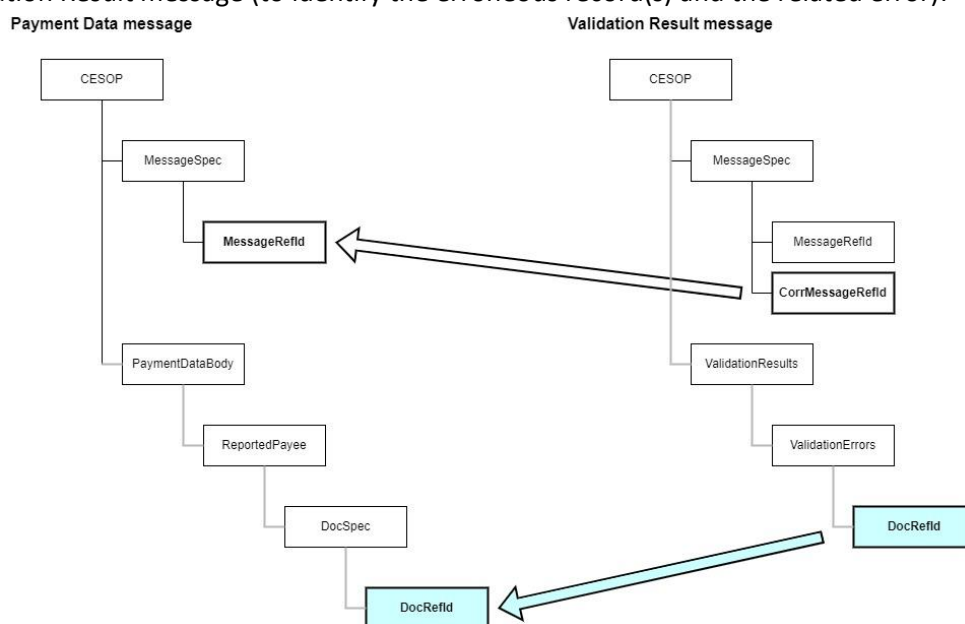 tion Result message (to identify the erroneous record(s) and the related error).
Payment Data message
Validation Result message
CESOP
CESOP
MessageSpec
MessageSpec
MessageRefId
MessageRefId
CorrMessageRefId
PaymentDataBody
ValidationResults
ReportedPayee
ValidationErrors
DocSpec
DocRefId
DocRefId